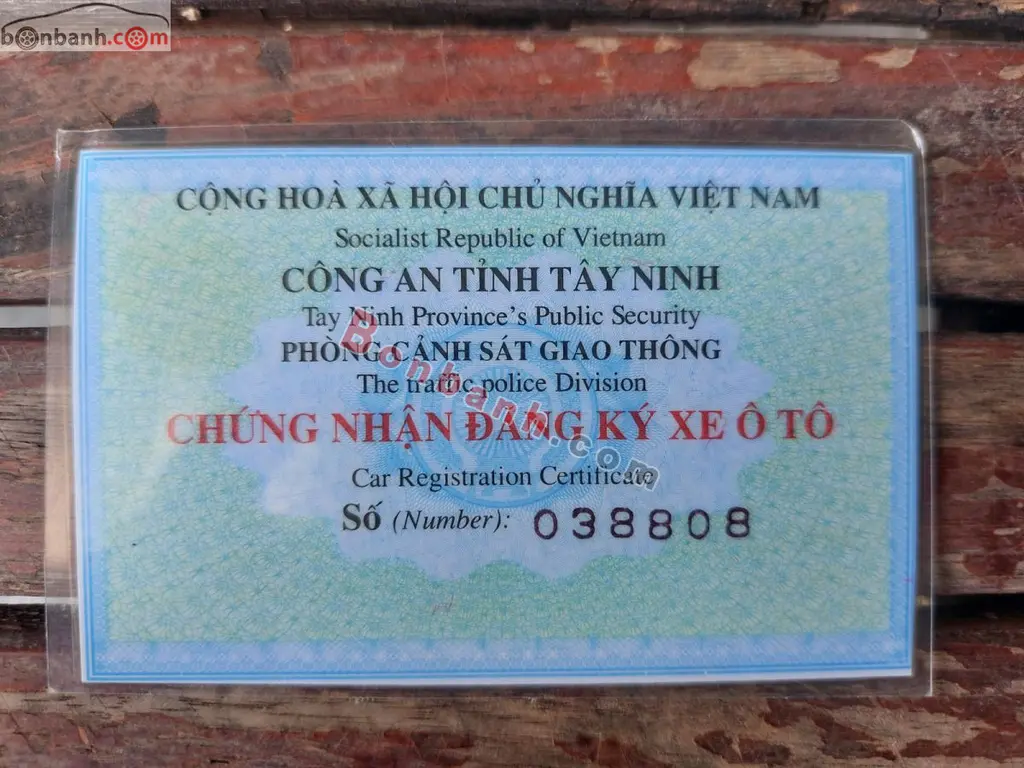 bonbanh.com
CỘNG HOÀ XÃ HỘI CHỦ NGHĨA VIỆT NAM
Socialist Republic of Vietnam
CÔNG AN TỈNH TÂY NINH
Tay Ninh Province's Public Security
PHÒNG CẢNH SÁT GIAO THÔNG
The traffic police Division
CHỨNG NHẬN ĐĂNG KÝ XE Ô TÔ
Car Registration Certificate
Số (Number): 038808
Bonbanh.com